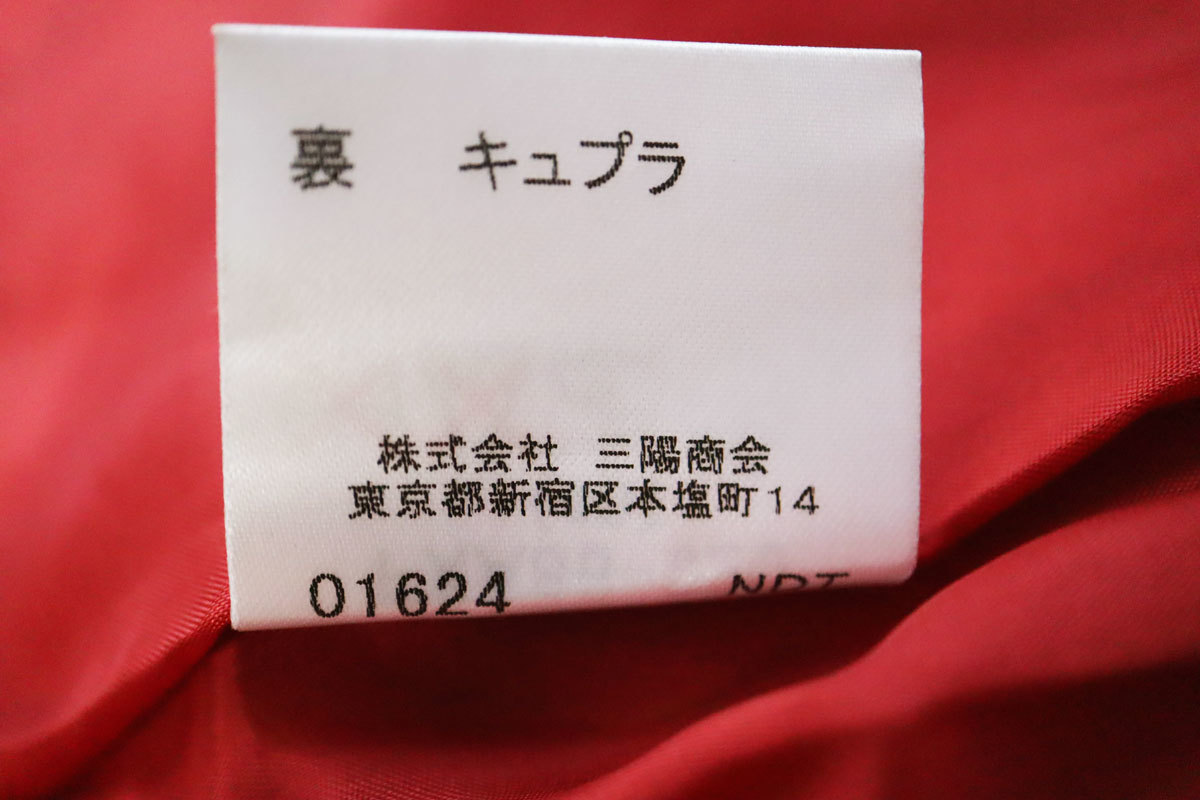 裏 キュプラ
株式会社 三陽商会
東京都新宿区本塩町14
01624